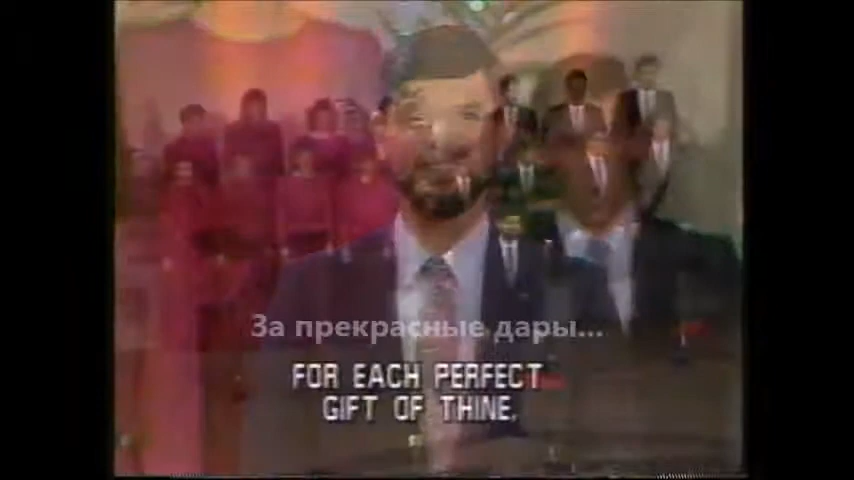 За прекрасные дары...
FOR EACH PERFECT
GIFT OF THINE,